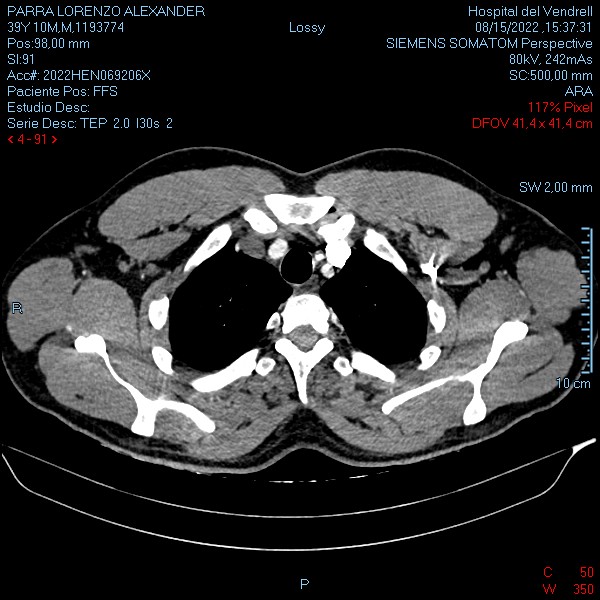 PARRA LORENZO ALEXANDER
39Y 10M,M,1193774
Pos:98,00 mm
SI:91
Acc#: 2022HEN069206X
Paciente Pos: FFS
Estudio Desc:
Serie Desc: TEP 2.0 I30s 2
< 4 - 91 >
Lossy
Hospital del Vendrell
08/15/2022 ,15:37:31
SIEMENS SOMATOM Perspective
80kV, 242mAs
SC:500,00 mm
ARA
117% Pixel
DFOV 41,4 x 41,4 cm
SW 2,00 mm
R
10 cm
P
C 50
W 350